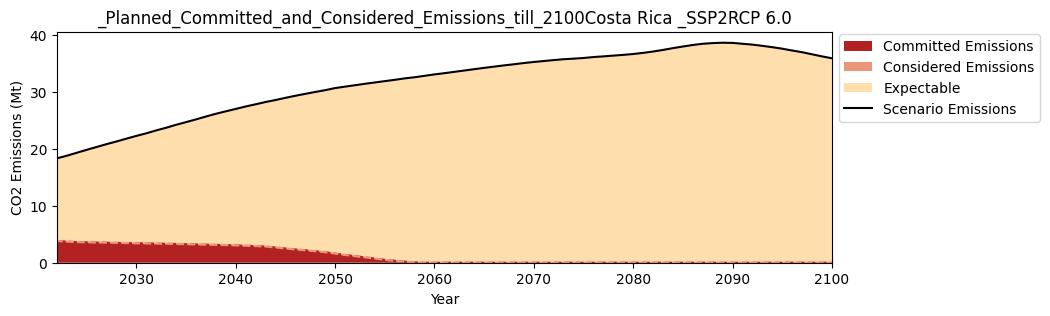 _Planned_Committed_and_Considered_Emissions_till_2100Costa Rica _SSP2RCP 6.0
40
30
20
10
0
CO2 Emissions (Mt)
2030
2040
2050
2060
2070
2080
2090
2100
Year
Committed Emissions
Considered Emissions
Expectable
Scenario Emissions